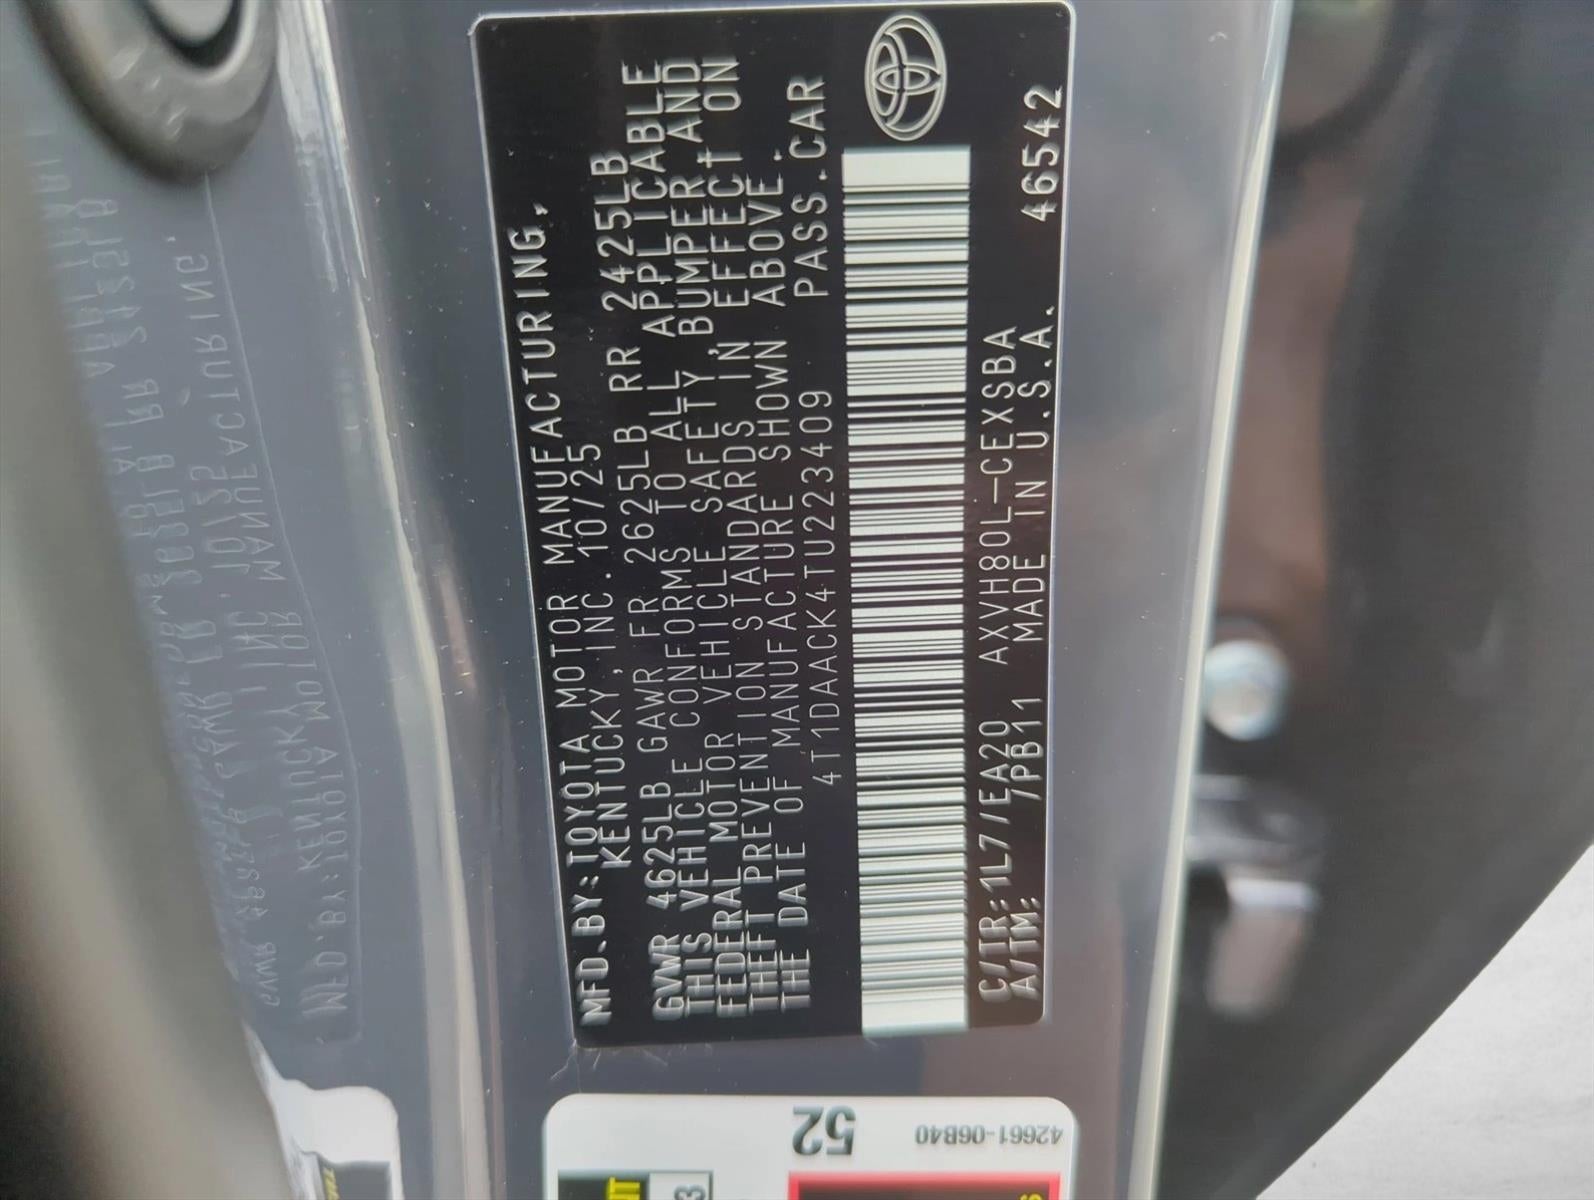 MFD.BY:TOYOTA MOTOR MANUFACTURING,
KENTUCKY, INC. 10/25
GVWR 4625LB GAWR FR 2625LB RR 2425LB
THIS VEHICLE CONFORMS TO ALL APPLICABLE
FEDERAL MOTOR VEHICLE SAFETY, BUMPER AND
THEFT PREVENTION STANDARDS IN EFFECT ON
THE DATE OF MANUFACTURE SHOWN ABOVE.
4T1DAACK4TU223409 PASS.CAR
C/TR:1L7/EA20 AXVH80L-CEXSBA 46542
A/TM: /PB11 MADE IN U.S.A.
42661-06B40
52